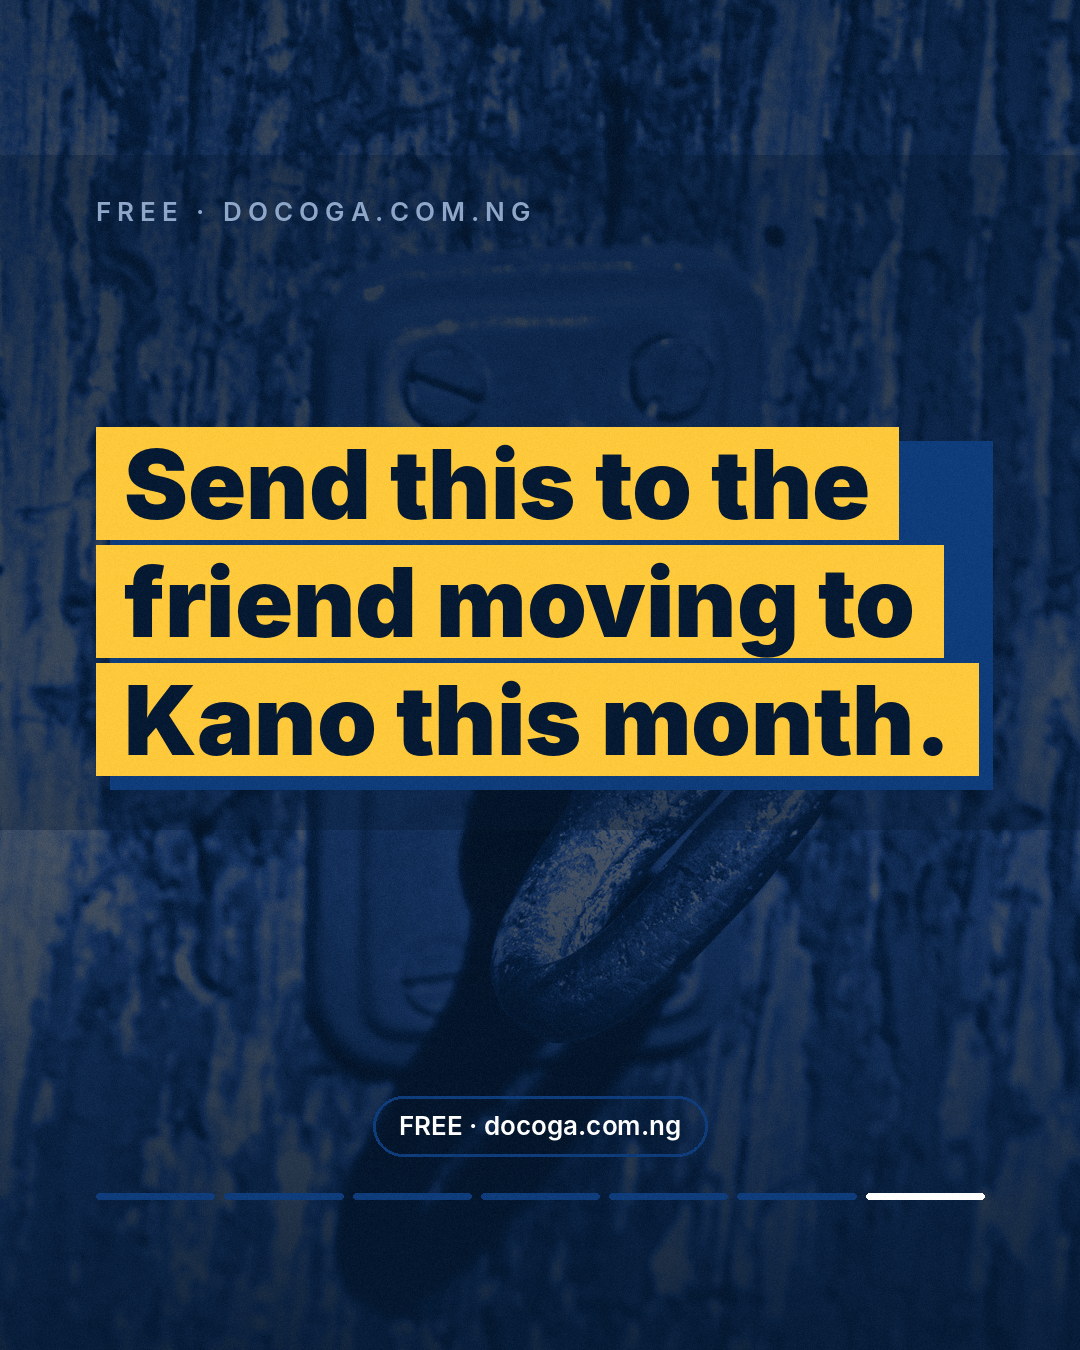 FREE · DOCOGA.COM.NG
Send this to the
friend moving to
Kano this month.
FREE · docoga.com.ng